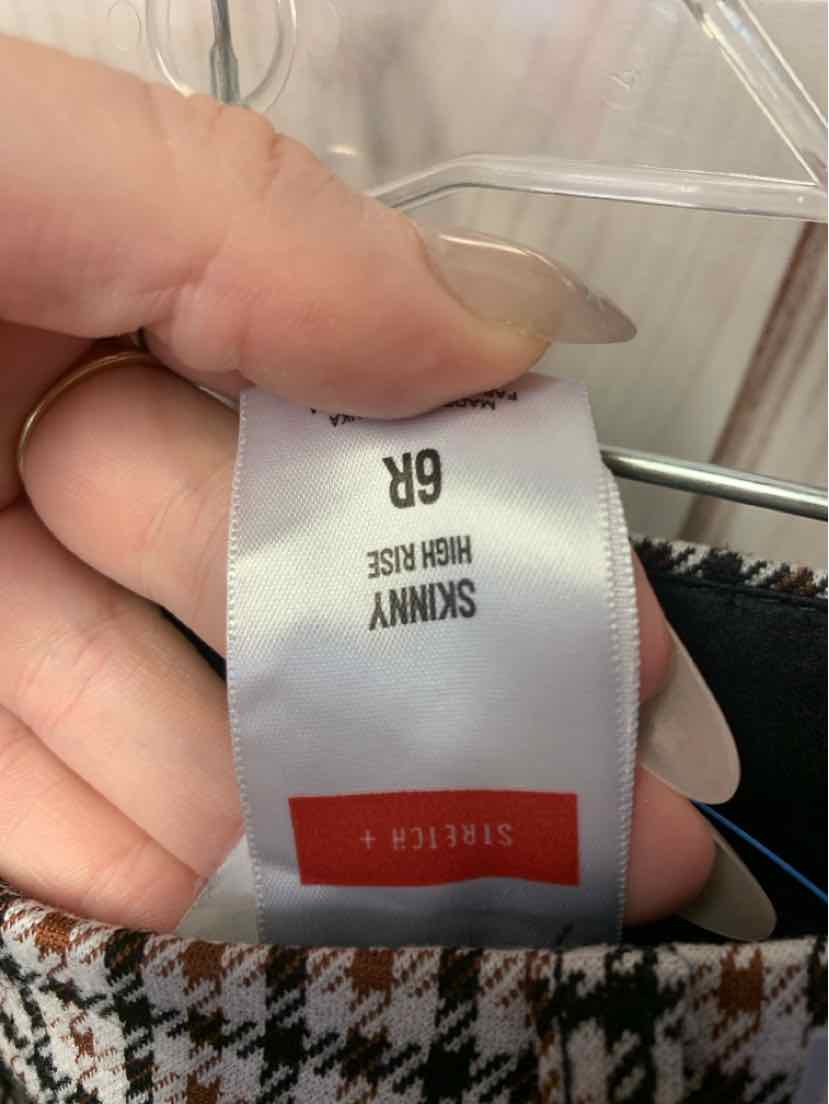 STRETCH +
SKINNY
HIGH RISE
6R